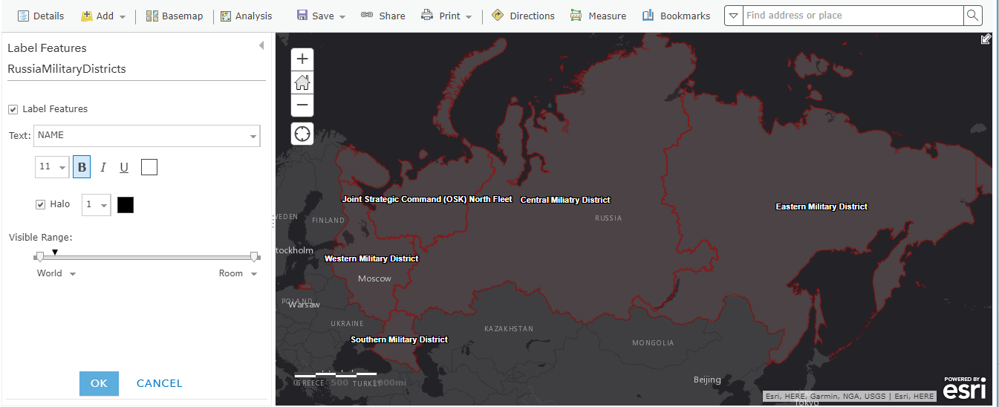 Details Add Basemap Analysis Save Share Print Directions Measure Bookmarks Find address or place
Label Features
RussiaMilitaryDistricts
Label Features
Text: NAME
11 B I U
Halo 1
Visible Range:
World Room
OK CANCEL
Joint Strategic Command (OSK) North Fleet
Central Miliatry District
Eastern Military District
RUSSIA
FINLAND
Western Military District
Moscow
POLAND
Warsaw
UKRAINE
KAZAKHSTAN
Southern Military District
MONGOLIA
GREECE
500
TURKEY
1000mi
Beijing
Tokyo
Esri, HERE, Garmin, NGA, USGS | Esri, HERE
POWERED BY
esri